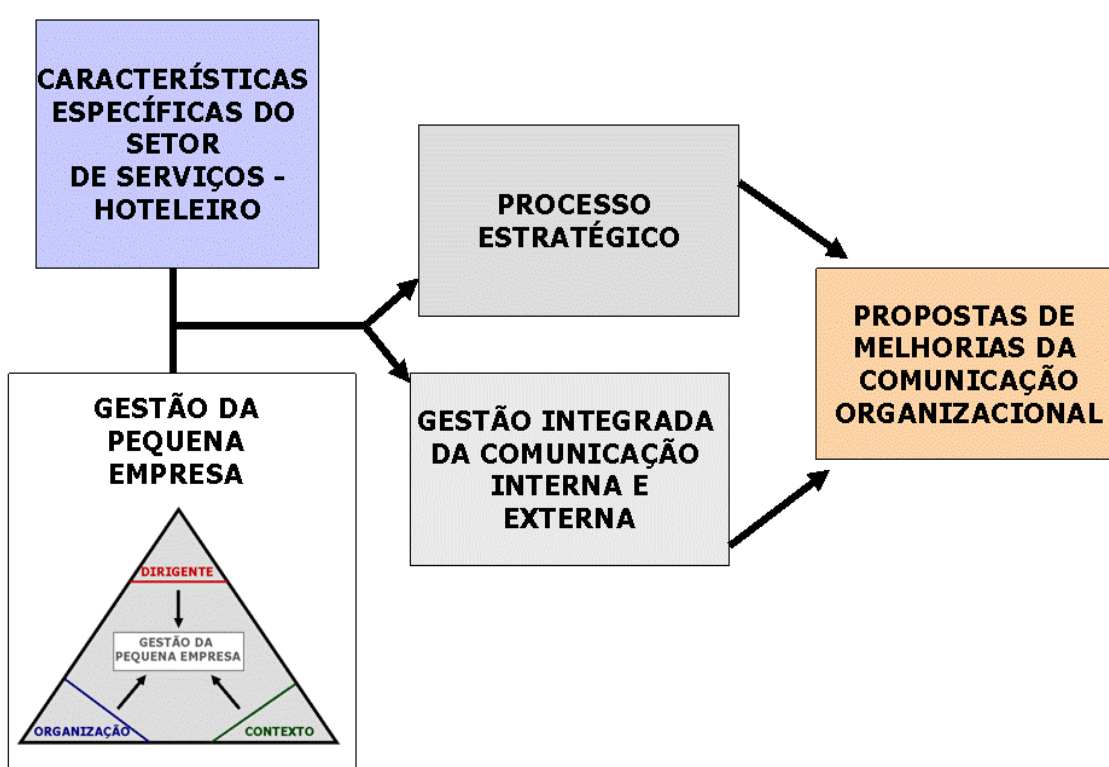 CARACTERÍSTICAS
ESPECÍFICAS DO
SETOR
DE SERVIÇOS -
HOTELEIRO
PROCESSO
ESTRATÉGICO
PROPOSTAS DE
MELHORIAS DA
COMUNICAÇÃO
ORGANIZACIONAL
GESTÃO DA
PEQUENA
EMPRESA
GESTÃO INTEGRADA
DA COMUNICAÇÃO
INTERNA E
EXTERNA
DIRIGENTE
GESTÃO DA
PEQUENA EMPRESA
ORGANIZAÇÃO
CONTEXTO